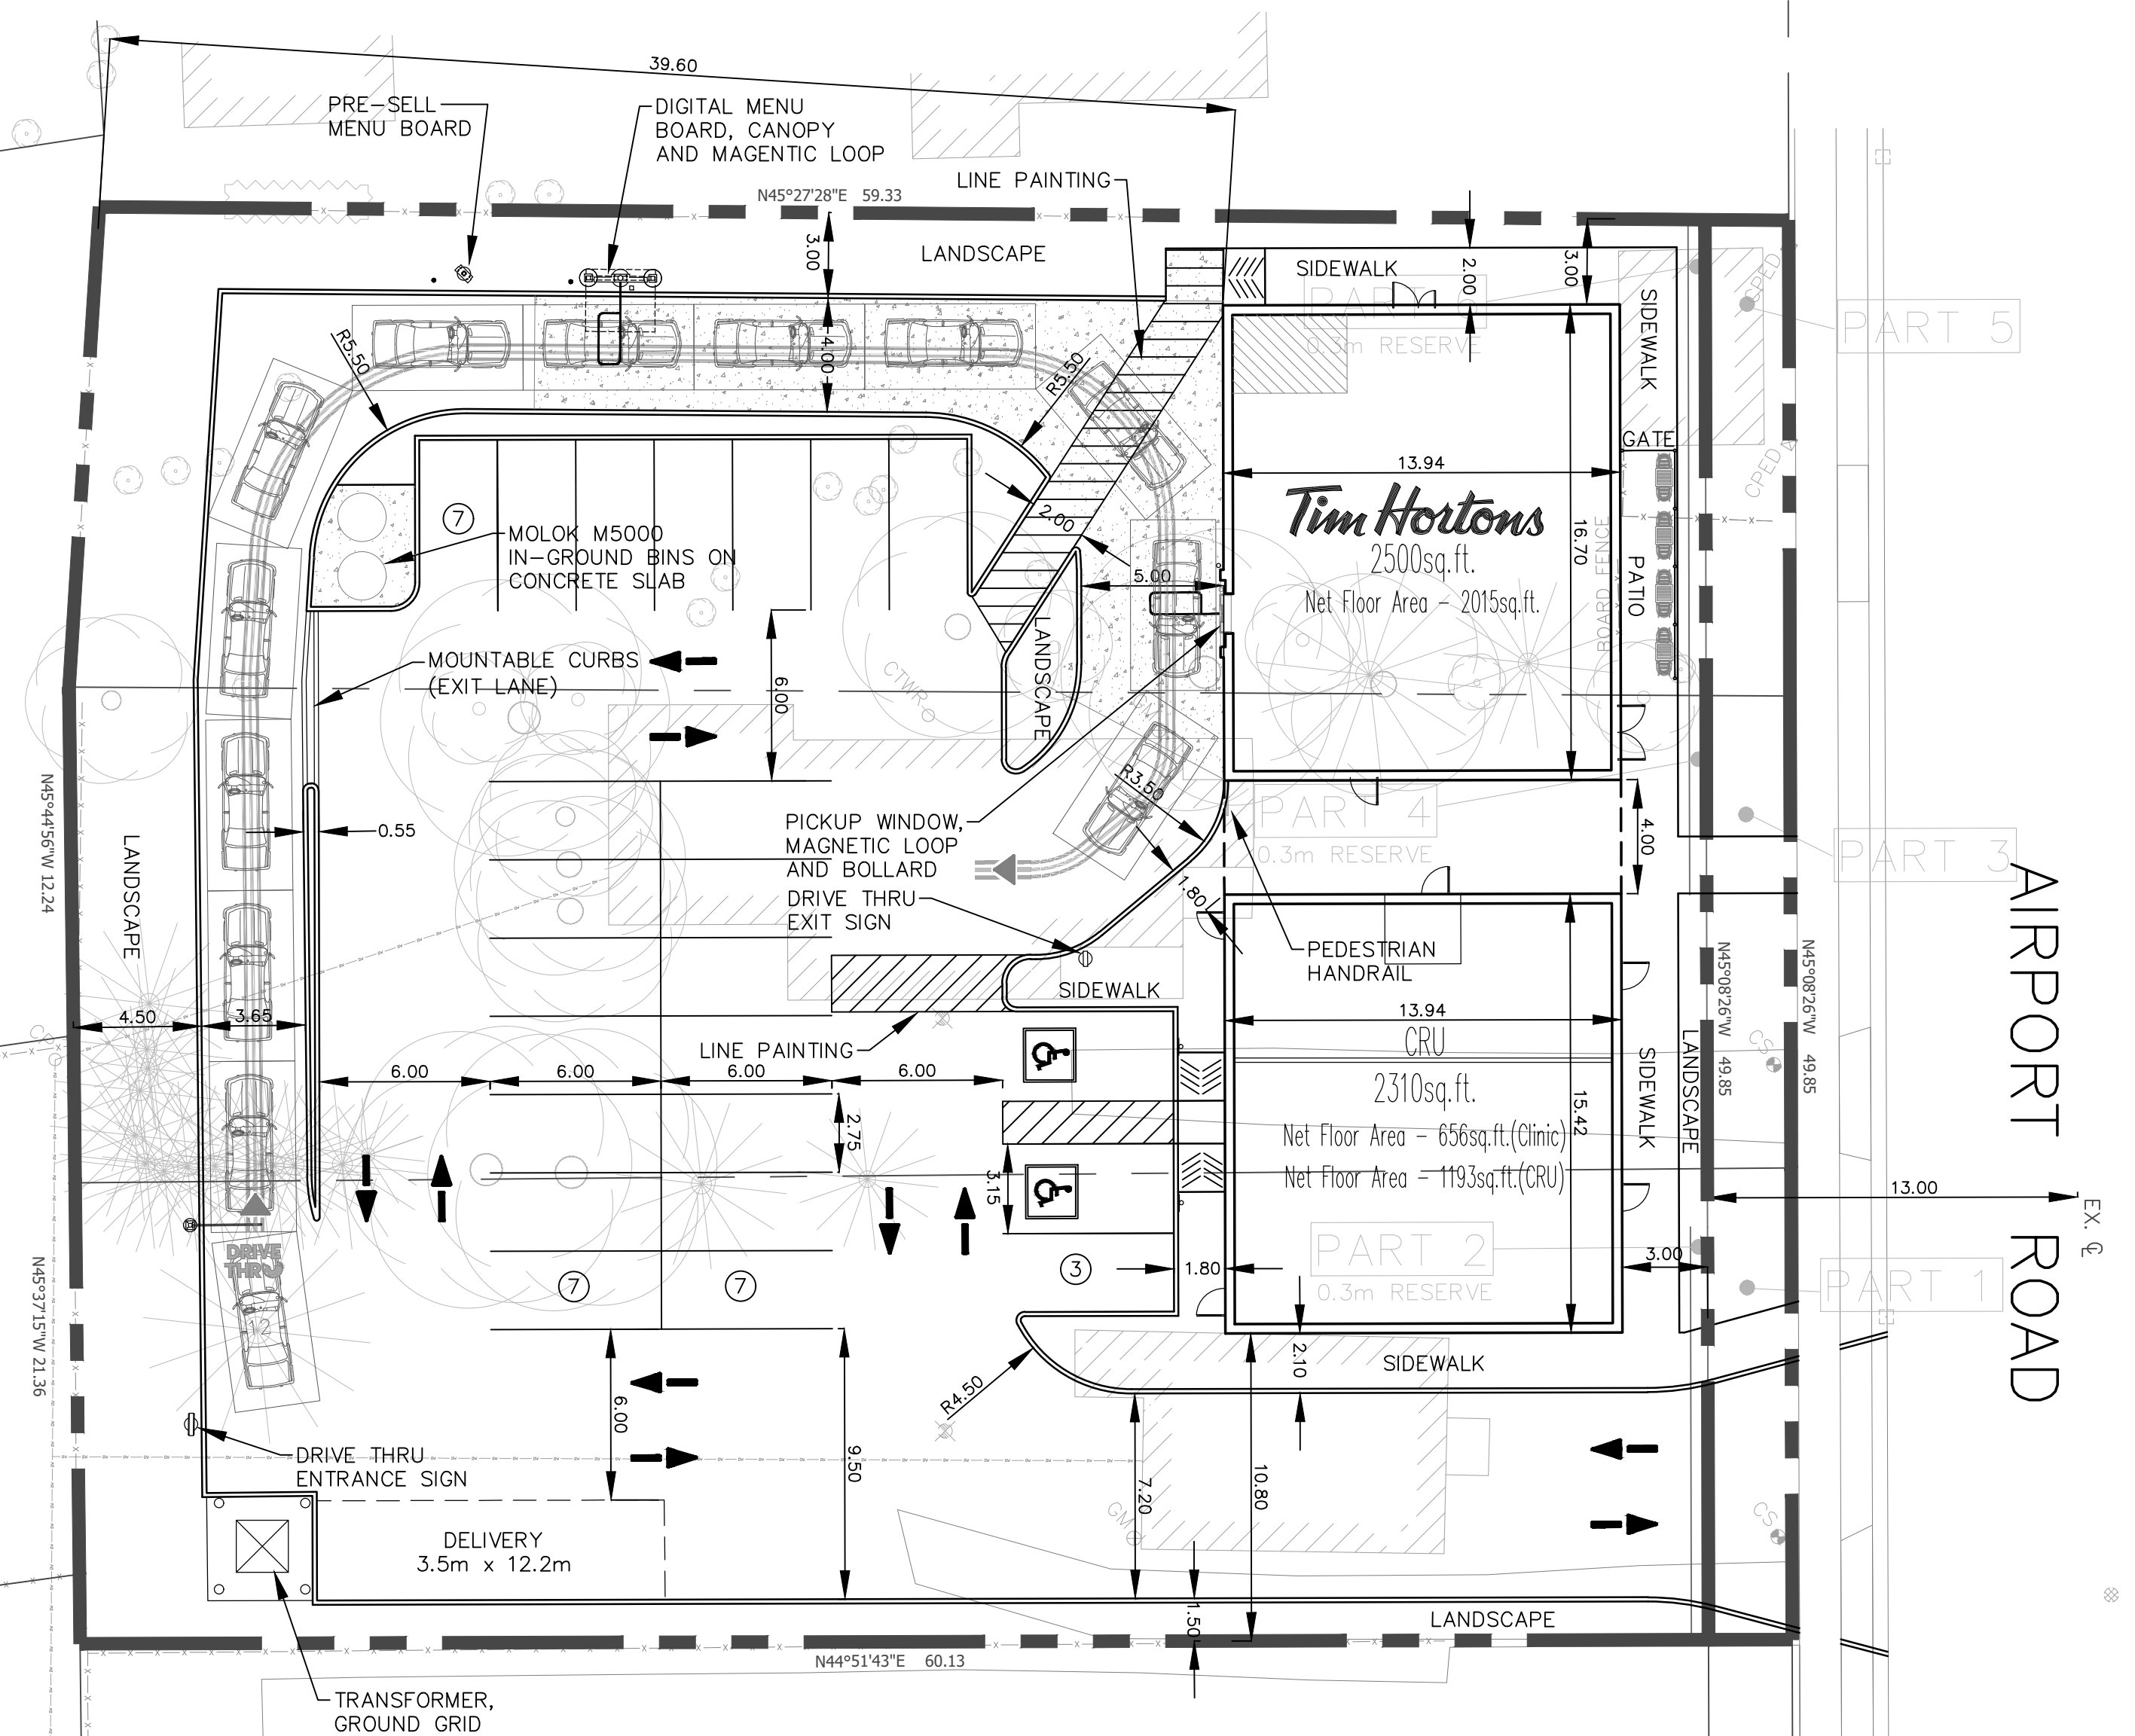 39.60
PRE-SELL
MENU BOARD
DIGITAL MENU
BOARD, CANOPY
AND MAGENTIC LOOP
LINE PAINTING
N45°27'28"E 59.33
3.00
LANDSCAPE
SIDEWALK
2.00
3.00
SIDEWALK
PART 5
0.3m RESERVE
CPED
R5.50
4.00
R5.50
GATE
13.94
Tim Hortons
2500sq.ft.
Net Floor Area - 2015sq.ft.
16.70
PATIO
BOARD FENCE
7
MOLOK M5000
IN-GROUND BINS ON
CONCRETE SLAB
2.00
5.00
LANDSCAPE
MOUNTABLE CURBS
(EXIT LANE)
6.00
CTWR
R3.50
PICKUP WINDOW,
MAGNETIC LOOP
AND BOLLARD
PART 4
0.3m RESERVE
4.00
PART 3
0.55
DRIVE THRU
EXIT SIGN
1.80
PEDESTRIAN
HANDRAIL
N45°44'56"W 12.24
LANDSCAPE
SIDEWALK
4.50
3.65
LINE PAINTING
13.94
CRU
2310sq.ft.
Net Floor Area - 656sq.ft.(Clinic)
Net Floor Area - 1193sq.ft.(CRU)
15.42
SIDEWALK
LANDSCAPE
N45°08'26"W 49.85
N45°08'26"W 49.85
AIRPORT ROAD
CS
6.00
6.00
6.00
6.00
2.75
3.15
13.00
EX. CL
DRIVE
THRU
12
7
7
3
1.80
PART 2
0.3m RESERVE
3.00
PART 1
N45°37'15"W 21.36
R4.50
2.10
SIDEWALK
6.00
9.50
7.20
10.80
GM
CS
DRIVE THRU
ENTRANCE SIGN
DELIVERY
3.5m x 12.2m
1.50
LANDSCAPE
N44°51'43"E 60.13
TRANSFORMER,
GROUND GRID